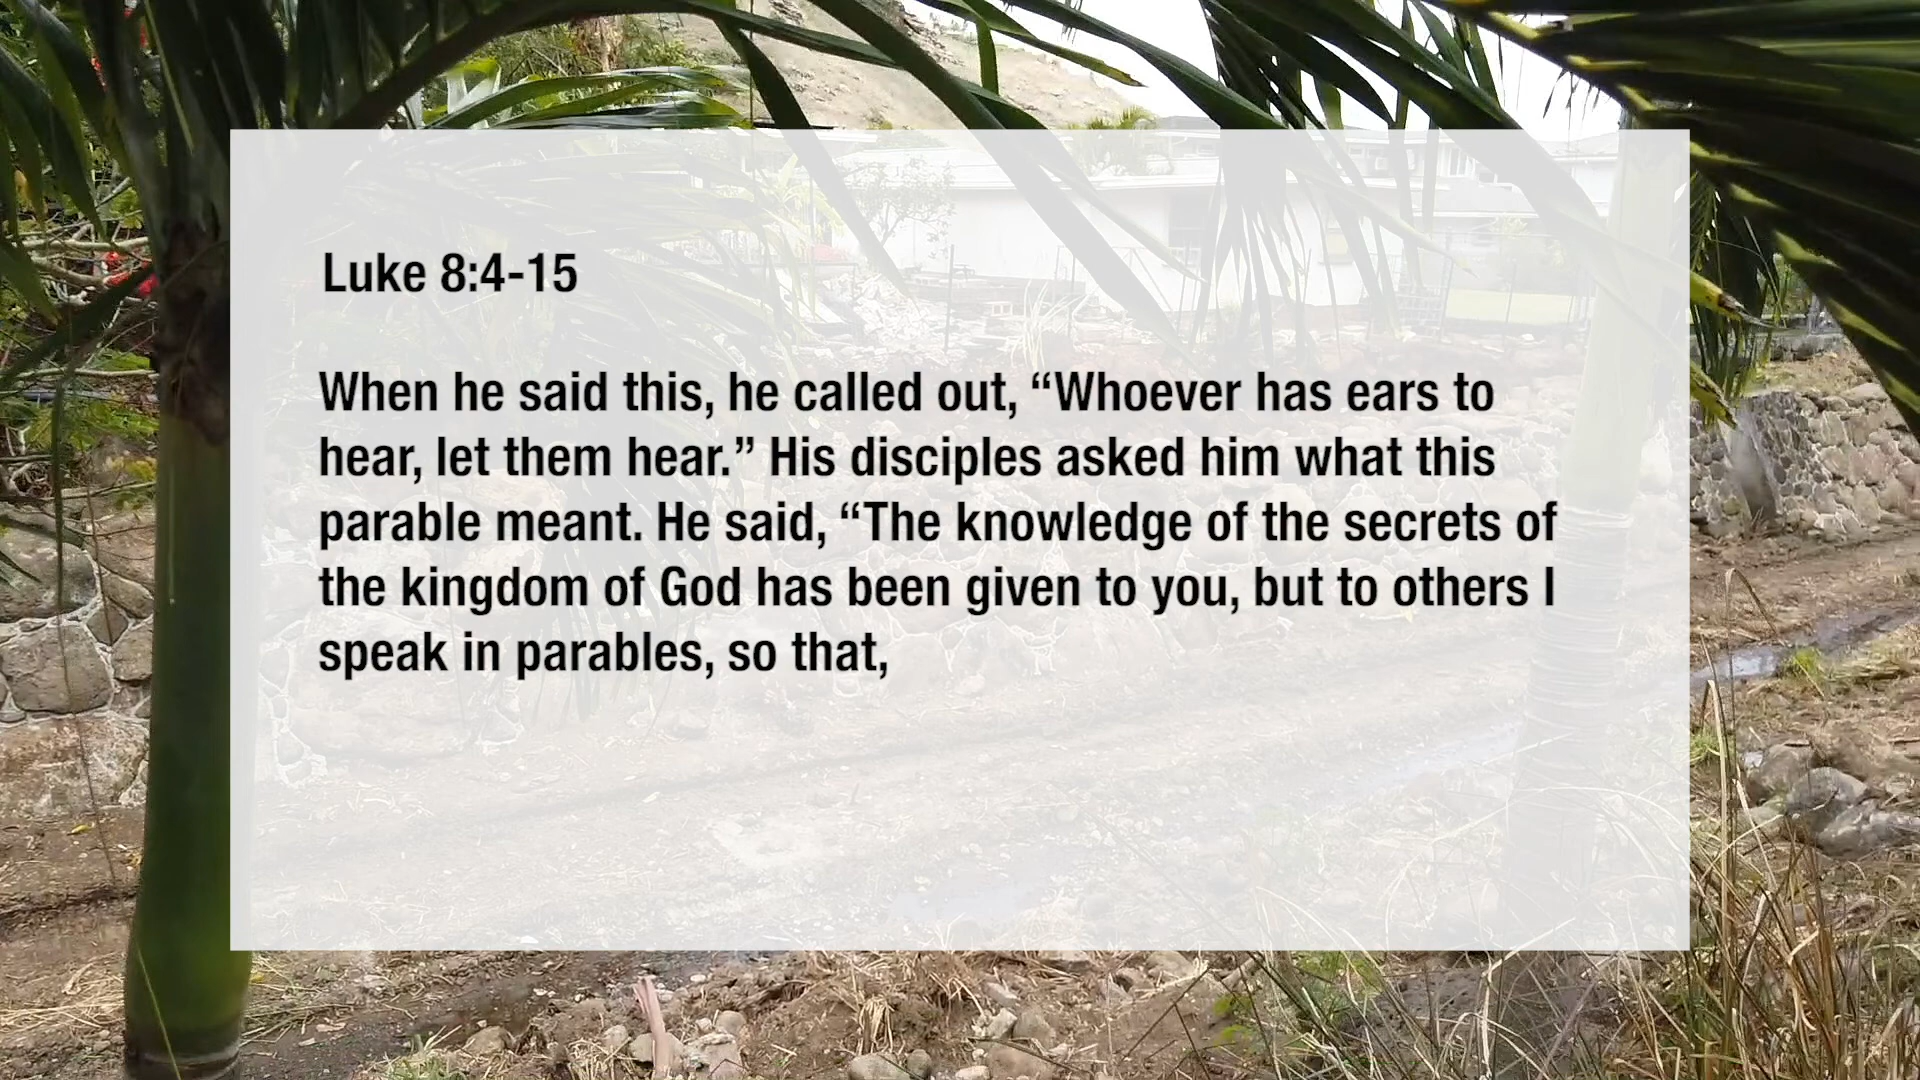 Luke 8:4-15
When he said this, he called out, “Whoever has ears to
hear, let them hear.” His disciples asked him what this
parable meant. He said, “The knowledge of the secrets of
the kingdom of God has been given to you, but to others I
speak in parables, so that,